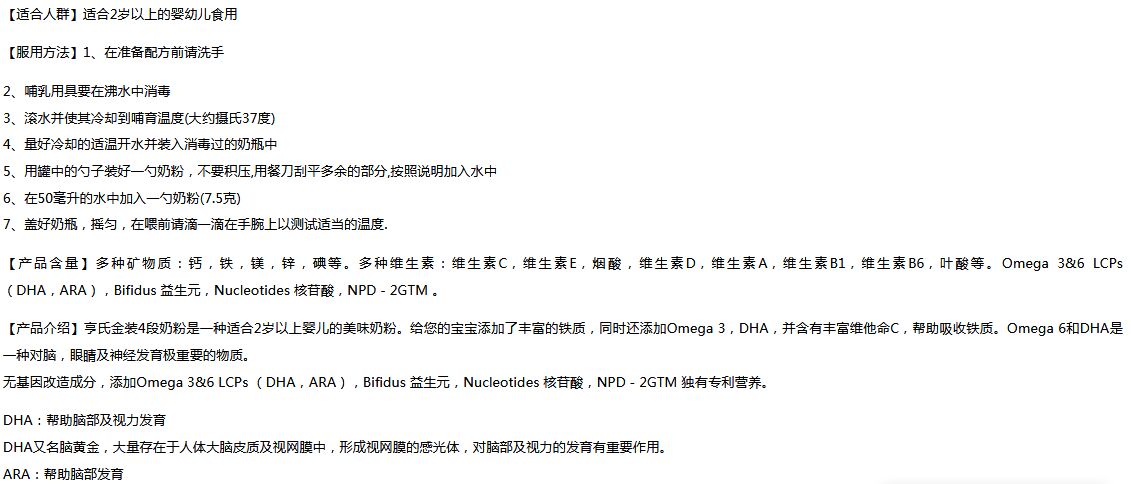 【适合人群】适合2岁以上的婴幼儿食用
【服用方法】1、在准备配方前请洗手
2、哺乳用具要在沸水中消毒
3、滚水并使其冷却到哺育温度(大约摄氏37度)
4、量好冷却的适温开水并装入消毒过的奶瓶中
5、用罐中的勺子装好一勺奶粉，不要积压,用餐刀刮平多余的部分,按照说明加入水中
6、在50毫升的水中加入一勺奶粉(7.5克)
7、盖好奶瓶，摇匀，在喂前请滴一滴在手腕上以测试适当的温度.
【产品含量】多种矿物质：钙，铁，镁，锌，碘等。多种维生素：维生素C，维生素E，烟酸，维生素D，维生素A，维生素B1，维生素B6，叶酸等。Omega 3&6 LCPs
（DHA，ARA），Bifidus 益生元，Nucleotides 核苷酸，NPD－2GTM 。
【产品介绍】亨氏金装4段奶粉是一种适合2岁以上婴儿的美味奶粉。给您的宝宝添加了丰富的铁质，同时还添加Omega 3，DHA，并含有丰富维他命C，帮助吸收铁质。Omega 6和DHA是
一种对脑，眼睛及神经发育极重要的物质。
无基因改造成分，添加Omega 3&6 LCPs （DHA，ARA），Bifidus 益生元，Nucleotides 核苷酸，NPD－2GTM 独有专利营养。
DHA：帮助脑部及视力发育
DHA又名脑黄金，大量存在于人体大脑皮质及视网膜中，形成视网膜的感光体，对脑部及视力的发育有重要作用。
ARA：帮助脑部发育